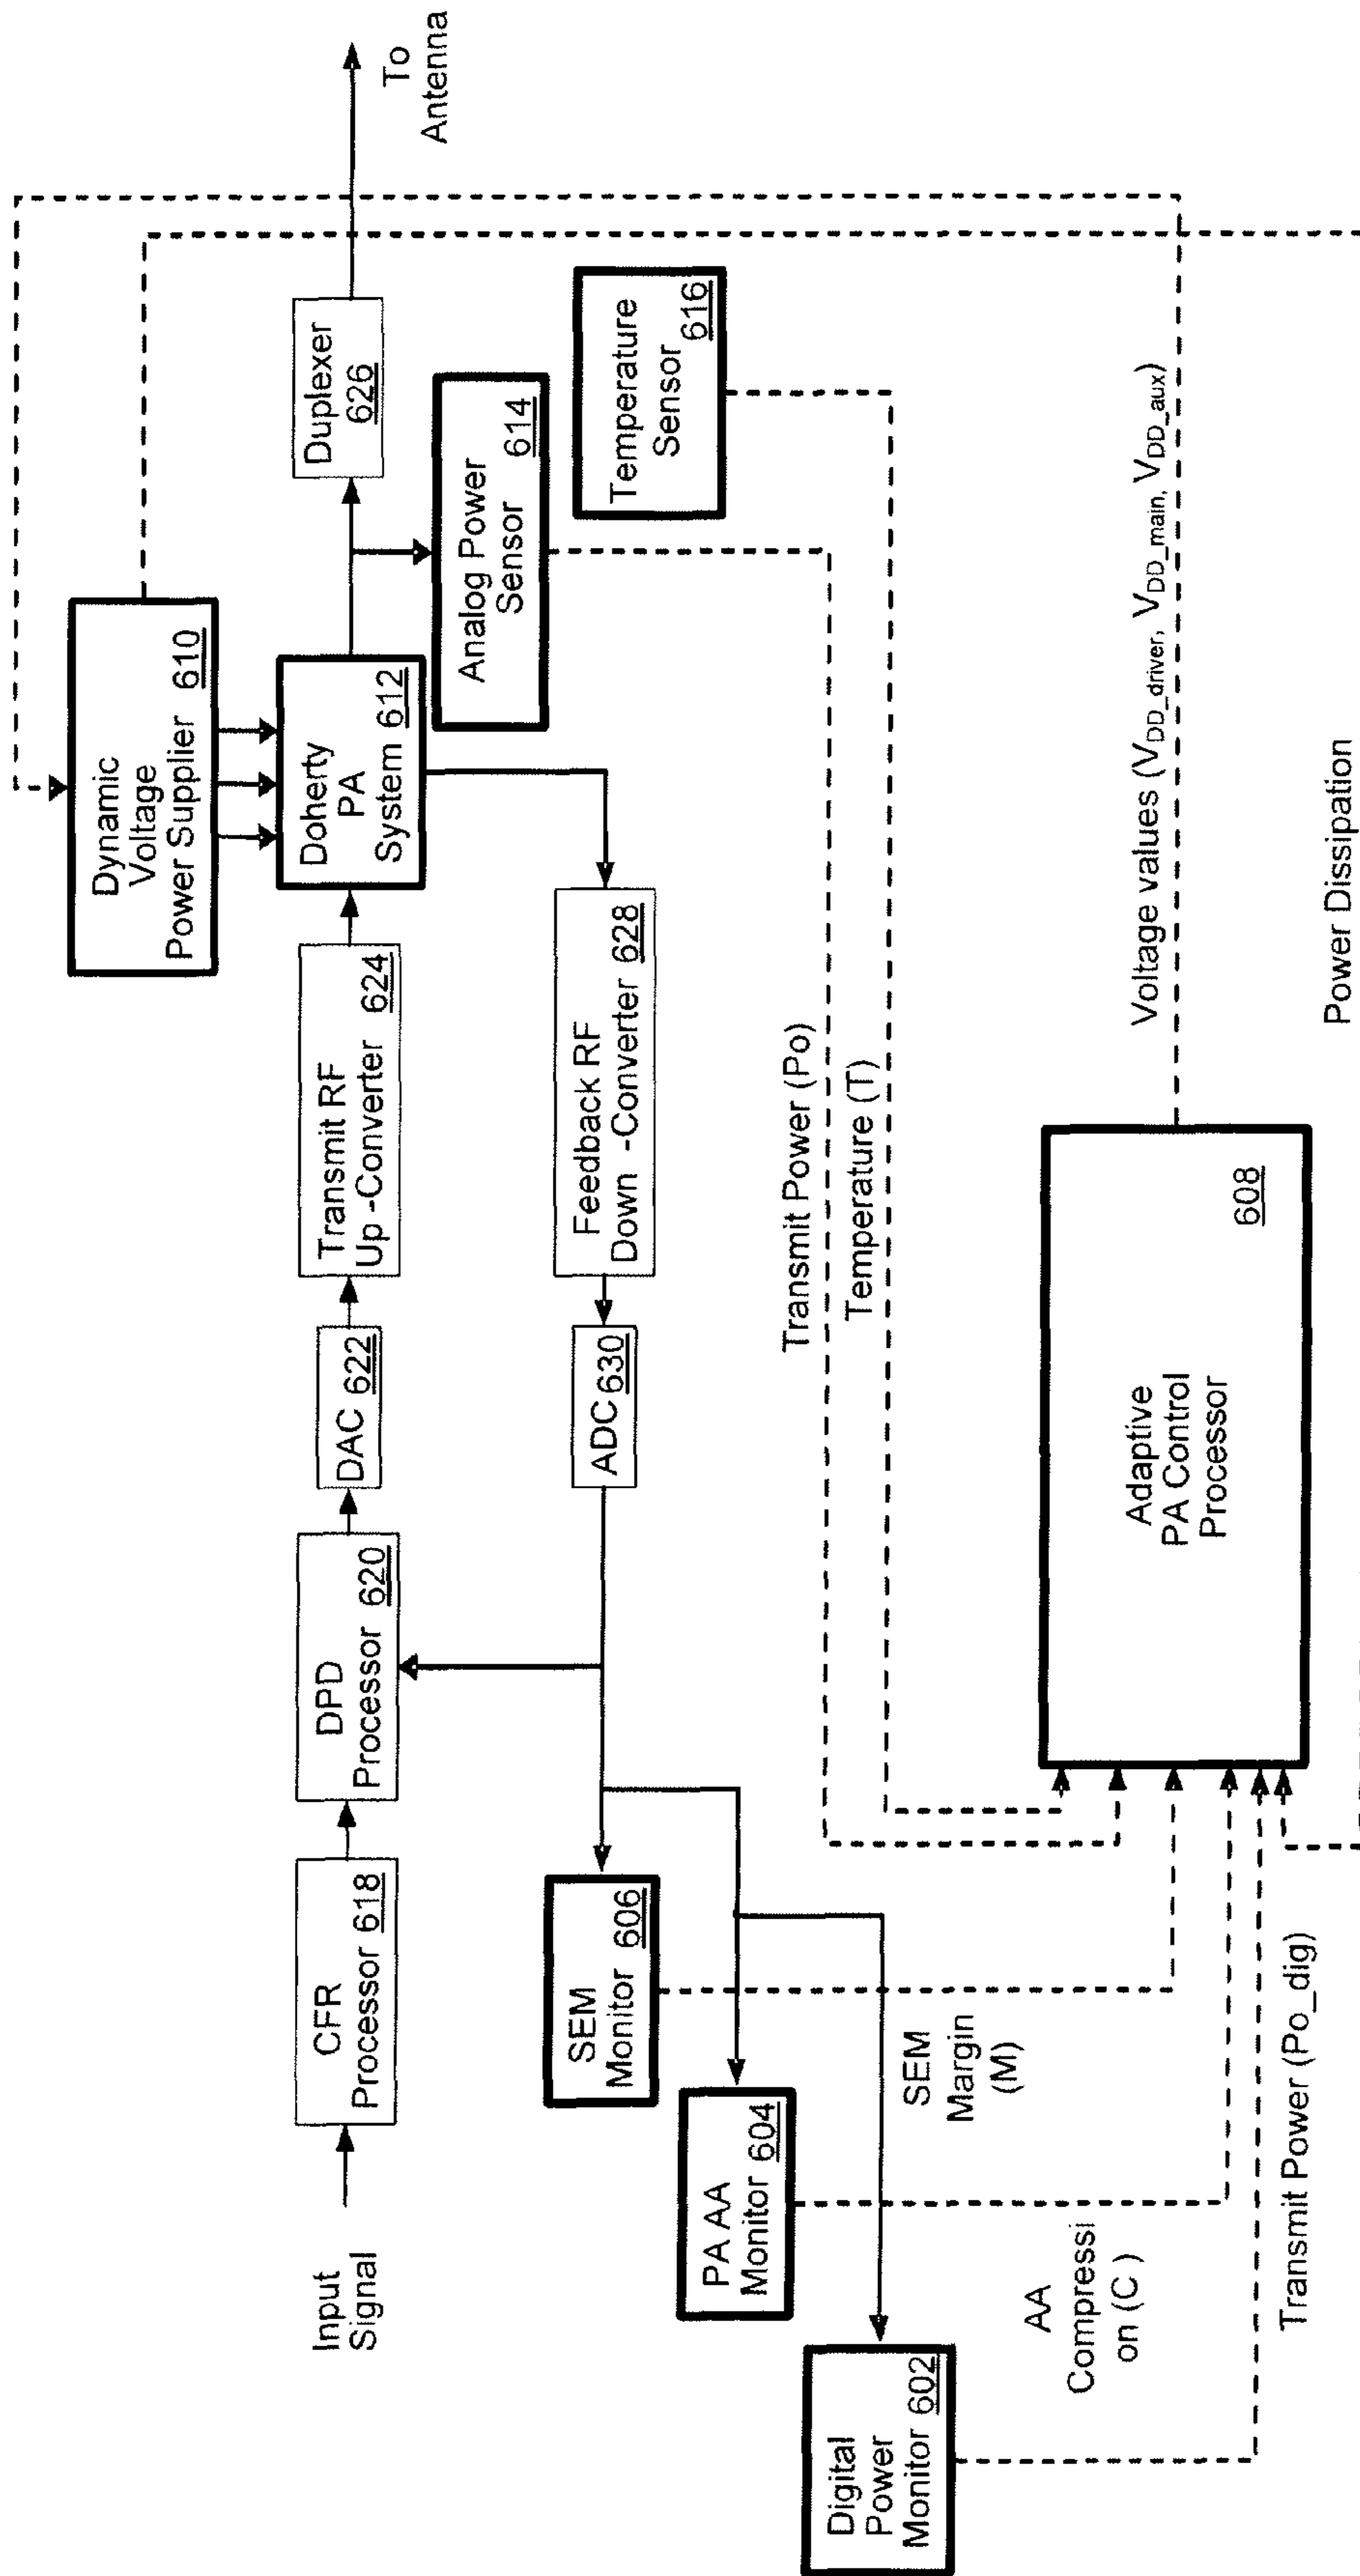 Dynamic
Voltage
Power Supplier 610
To
Antenna
Input
Signal
CFR
Processor 618
DPD
Processor 620
DAC 622
Transmit RF
Up -Converter 624
Doherty
PA
System 612
Duplexer
626
Analog Power
Sensor 614
Temperature
Sensor 616
SEM
Monitor 606
ADC 630
Feedback RF
Down -Converter 628
PA AA
Monitor 604
Digital
Power
Monitor 602
Transmit Power (Po)
Temperature (T)
SEM
Margin
(M)
AA
Compressi
on (C )
Transmit Power (Po_dig)
Adaptive
PA Control
Processor
608
Voltage values (VDD_driver, VDD_main, VDD_aux)
Power Dissipation